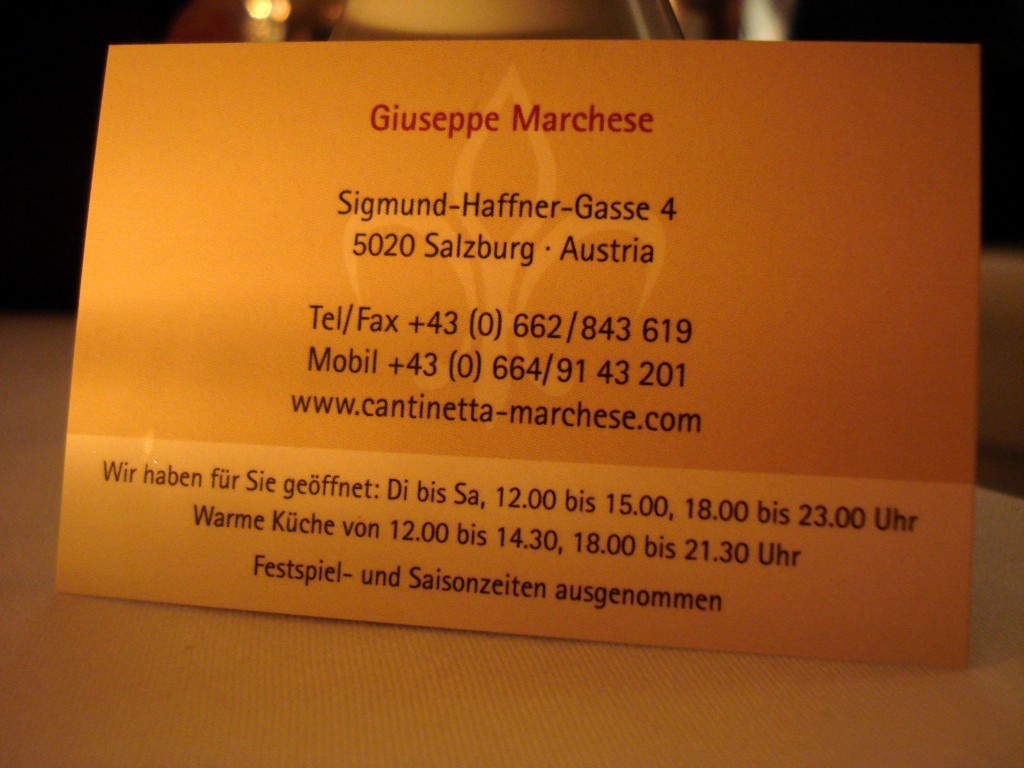 Giuseppe Marchese
Sigmund-Haffner-Gasse 4
5020 Salzburg · Austria
Tel/Fax +43 (0) 662/843 619
Mobil +43 (0) 664/91 43 201
www.cantinetta-marchese.com
Wir haben für Sie geöffnet: Di bis Sa, 12.00 bis 15.00, 18.00 bis 23.00 Uhr
Warme Küche von 12.00 bis 14.30, 18.00 bis 21.30 Uhr
Festspiel- und Saisonzeiten ausgenommen